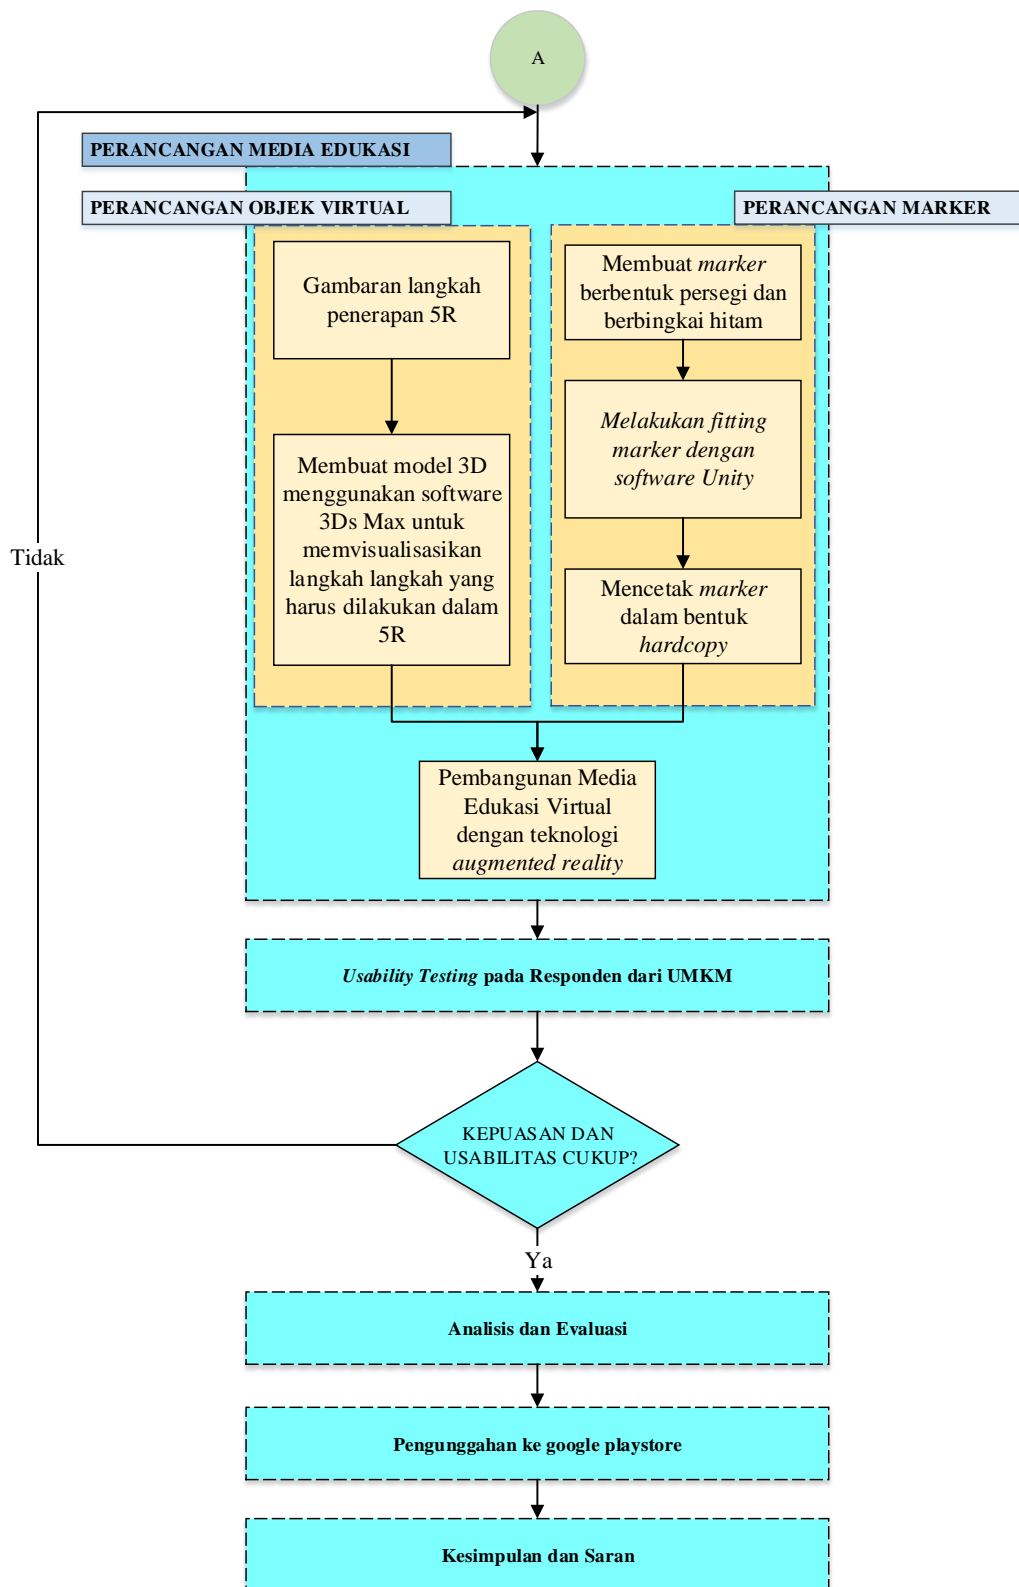 A
PERANCANGAN MEDIA EDUKASI
PERANCANGAN OBJEK VIRTUAL
PERANCANGAN MARKER
Gambaran langkah
penerapan 5R
Membuat model 3D
menggunakan software
3Ds Max untuk
memvisualisasikan
langkah langkah yang
harus dilakukan dalam
5R
Membuat marker
berbentuk persegi dan
berbingkai hitam
Melakukan fitting
marker dengan
software Unity
Mencetak marker
dalam bentuk
hardcopy
Pembangunan Media
Edukasi Virtual
dengan teknologi
augmented reality
Usability Testing pada Responden dari UMKM
KEPUASAN DAN
USABILITAS CUKUP?
Tidak
Ya
Analisis dan Evaluasi
Pengunggahan ke google playstore
Kesimpulan dan Saran